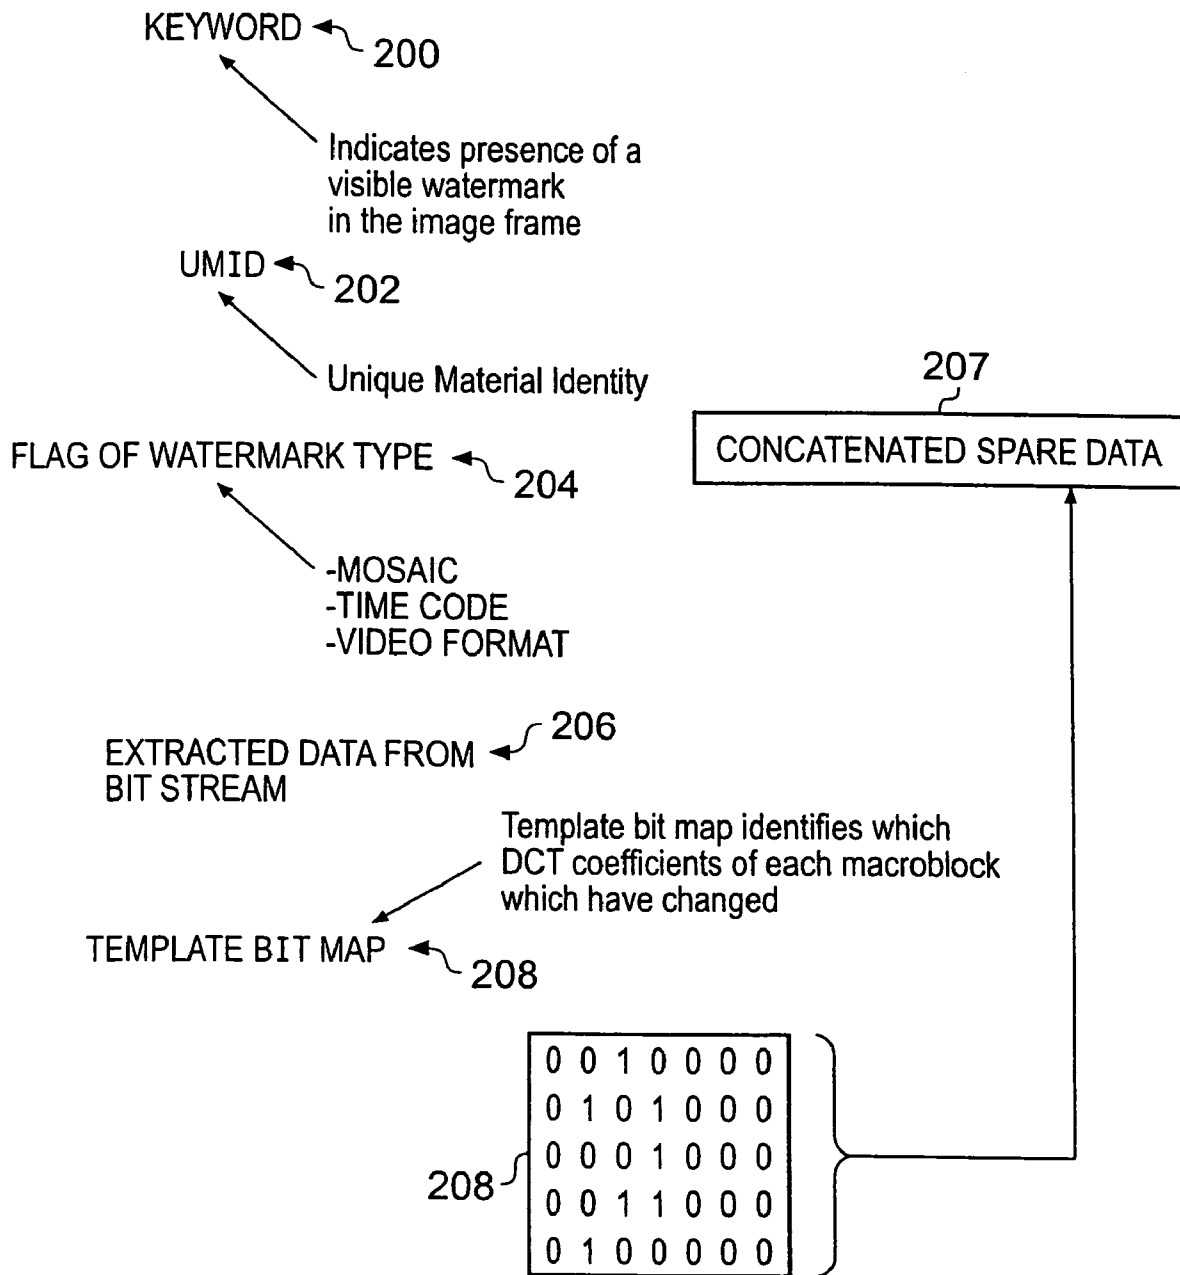 KEYWORD 200
Indicates presence of a
visible watermark
in the image frame
UMID 202
Unique Material Identity
207
CONCATENATED SPARE DATA
FLAG OF WATERMARK TYPE 204
-MOSAIC
-TIME CODE
-VIDEO FORMAT
206
EXTRACTED DATA FROM
BIT STREAM
Template bit map identifies which
DCT coefficients of each macroblock
which have changed
TEMPLATE BIT MAP 208
0 0 1 0 0 0 0
0 1 0 1 0 0 0
0 0 0 1 0 0 0
208
0 0 1 1 0 0 0
0 1 0 0 0 0 0